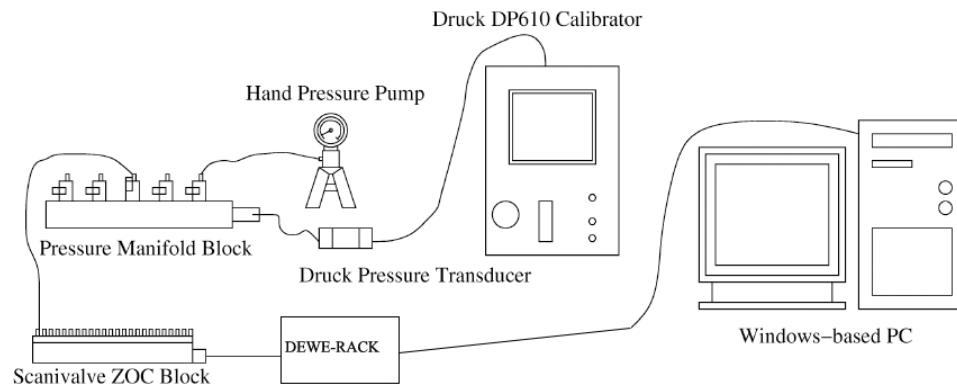 Druck DP610 Calibrator
Hand Pressure Pump
Pressure Manifold Block
Druck Pressure Transducer
DEWE-RACK
Windows-based PC
Scanivalve ZOC Block